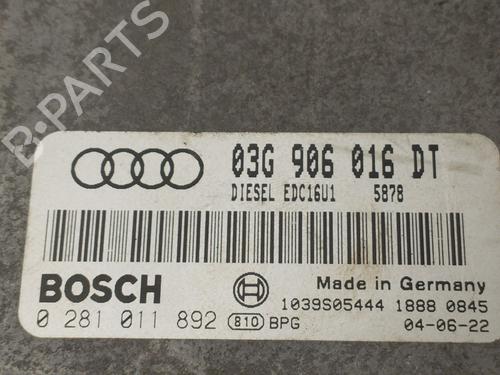 B-PARTS
03G 906 016 DT
DIESEL EDC16U1 5878
BOSCH
Made in Germany
1039S05444 1888 0845
0 281 011 892 810 BPG 04-06-22